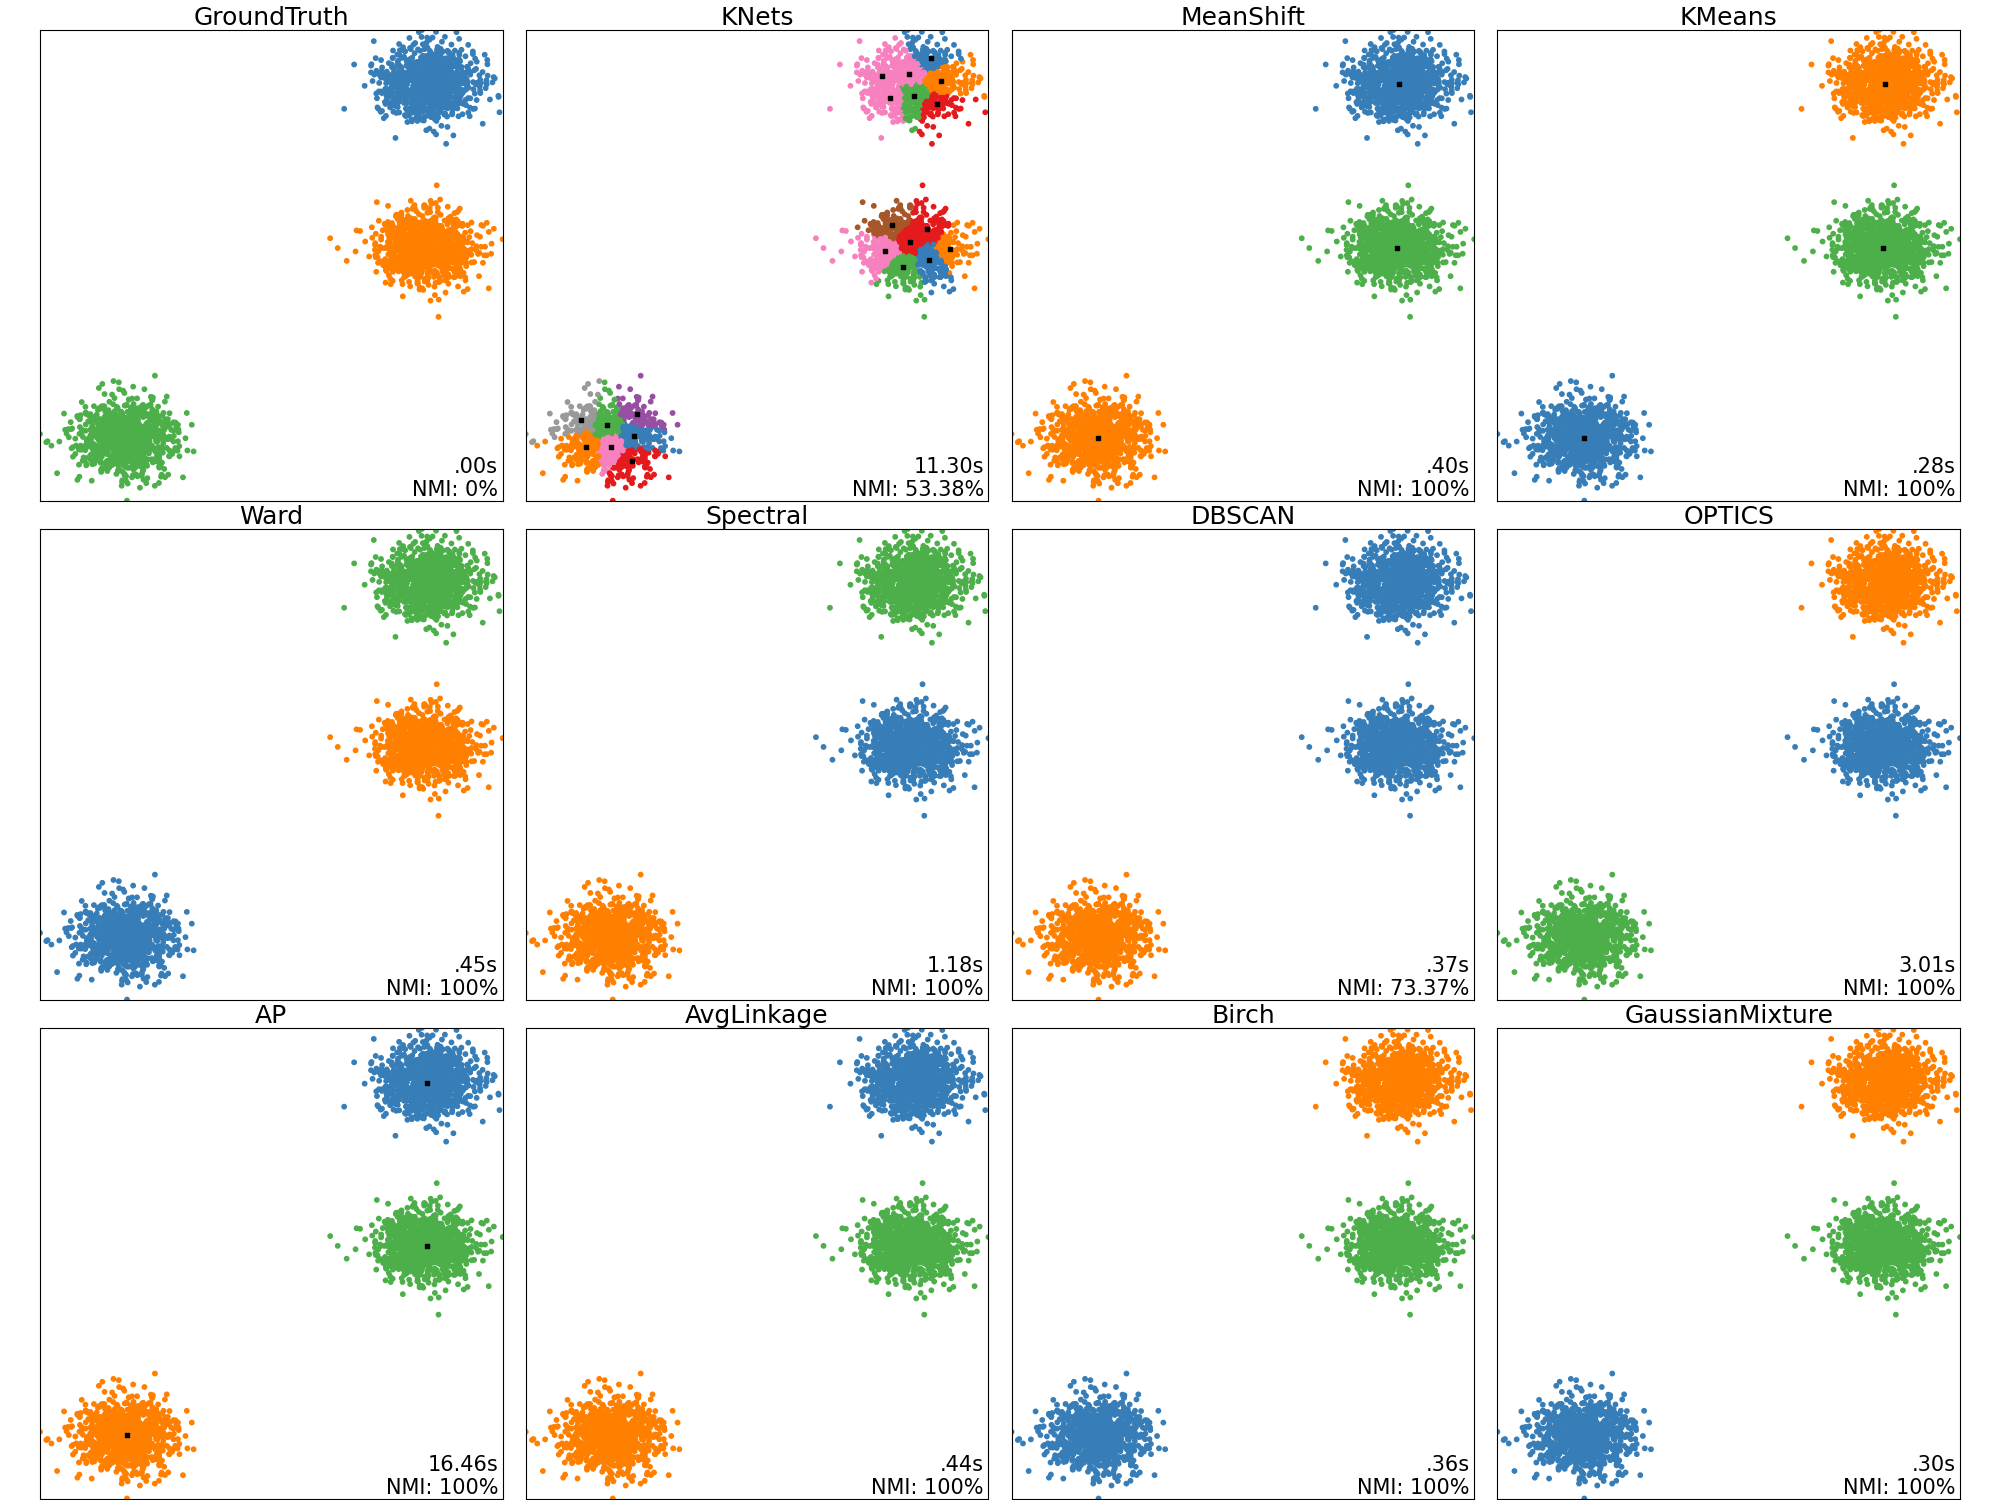 GroundTruth
KNets
MeanShift
KMeans
.00s
NMI: 0%
11.30s
NMI: 53.38%
.40s
NMI: 100%
.28s
NMI: 100%
Ward
Spectral
DBSCAN
OPTICS
.45s
NMI: 100%
1.18s
NMI: 100%
.37s
NMI: 73.37%
3.01s
NMI: 100%
AP
AvgLinkage
Birch
GaussianMixture
16.46s
NMI: 100%
.44s
NMI: 100%
.36s
NMI: 100%
.30s
NMI: 100%